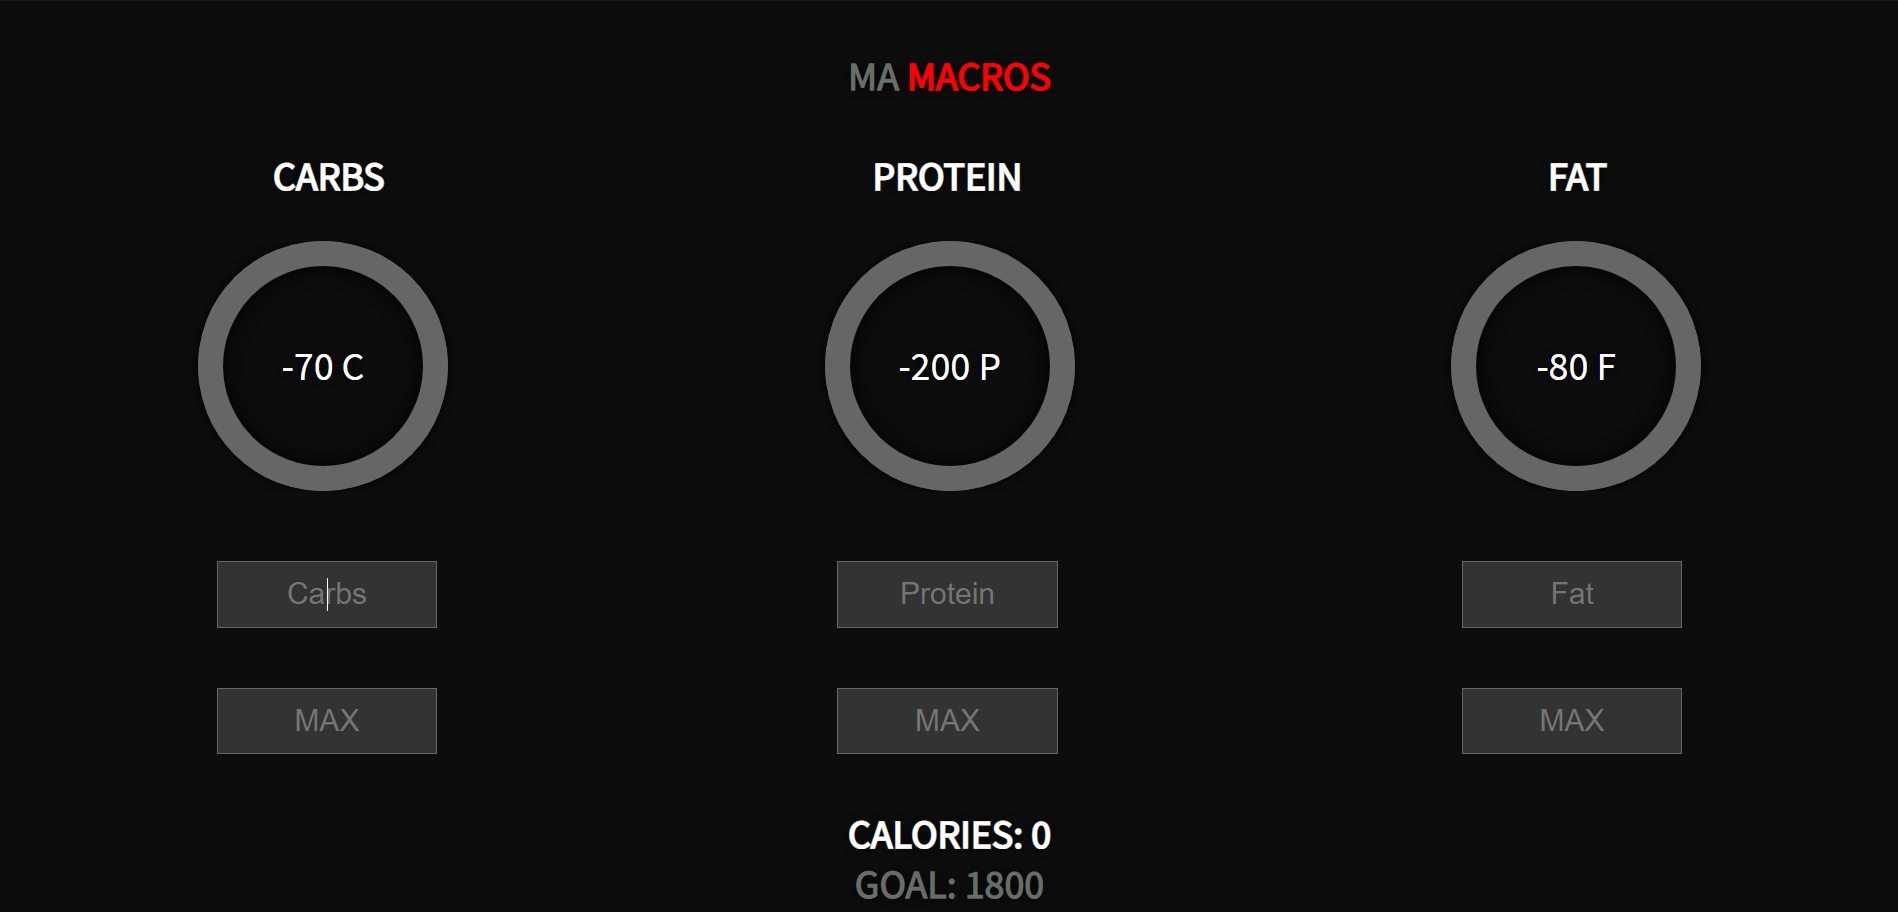 MA MACROS
CARBS
PROTEIN
FAT
-70 C
-200 P
-80 F
Carbs
Protein
Fat
MAX
MAX
MAX
CALORIES: 0
GOAL: 1800